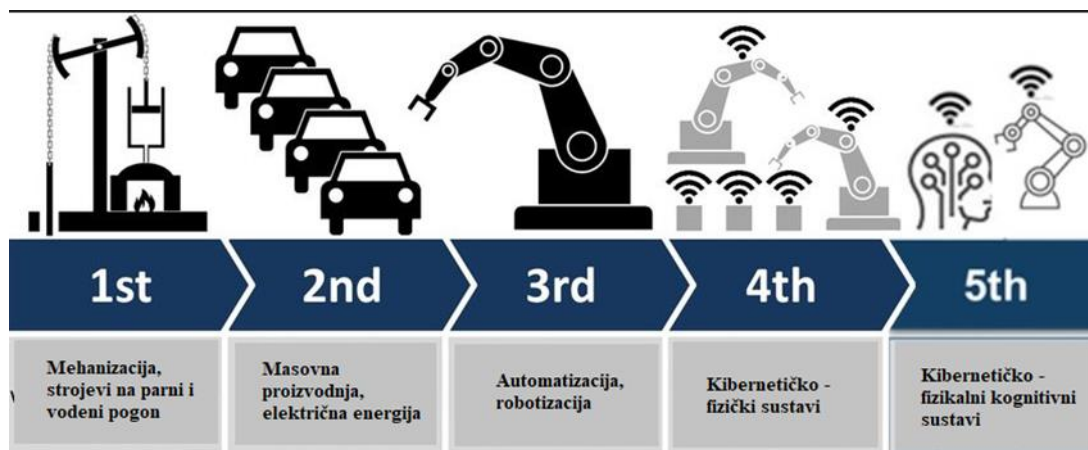 1st
2nd
3rd
4th
5th
Mehanizacija,
strojevi na parni i
vodeni pogon
Masovna
proizvodnja,
električna energija
Automatizacija,
robotizacija
Kibernetičko -
fizički sustavi
Kibernetičko -
fizikalni kognitivni
sustavi